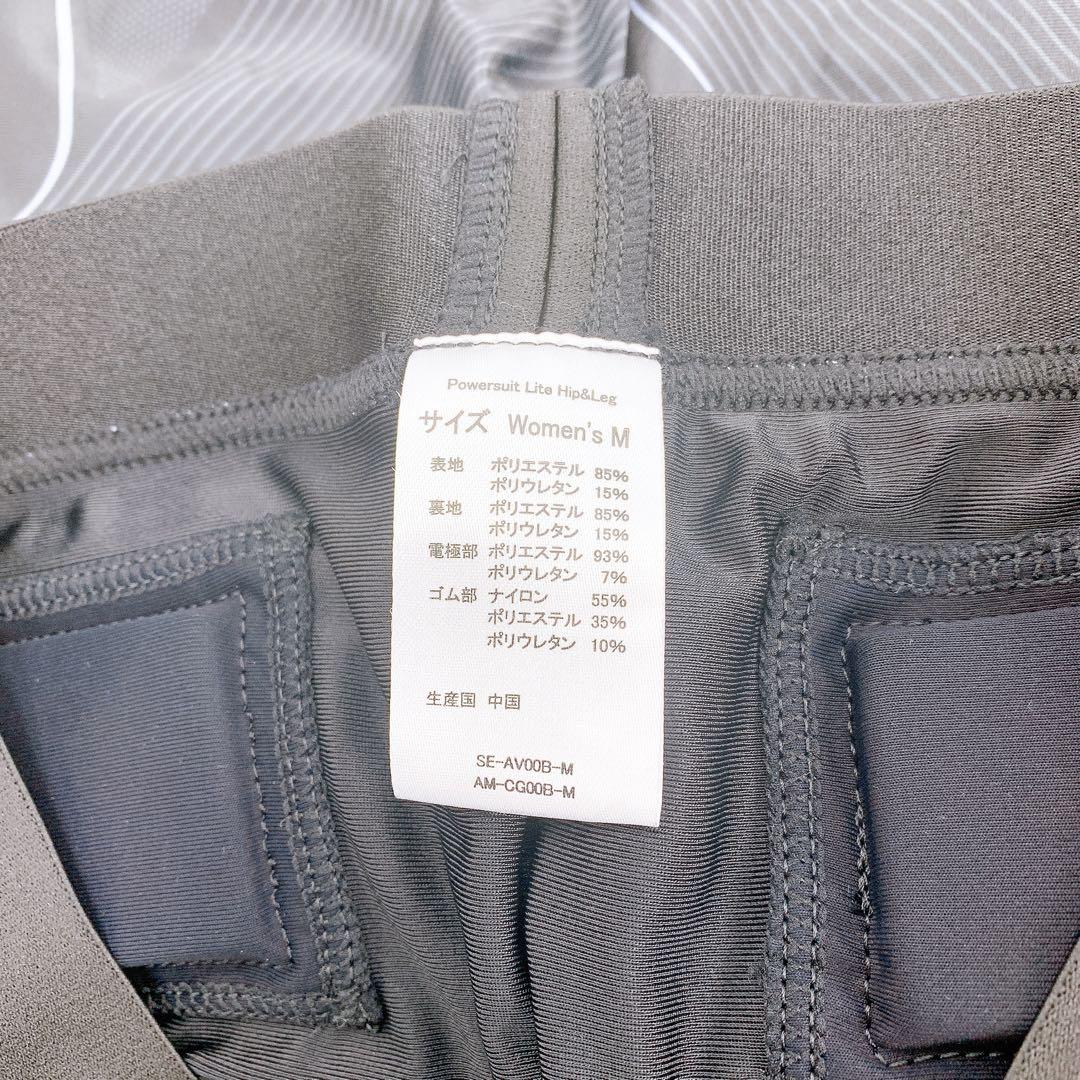 Powersuit Lite Hip&Leg
サイズ Women's M
表地 ポリエステル 85%
ポリウレタン 15%
裏地 ポリエステル 85%
ポリウレタン 15%
電極部 ポリエステル 93%
ポリウレタン 7%
ゴム部 ナイロン 55%
ポリエステル 35%
ポリウレタン 10%
生産国 中国
SE-AV00B-M
AM-CG00B-M